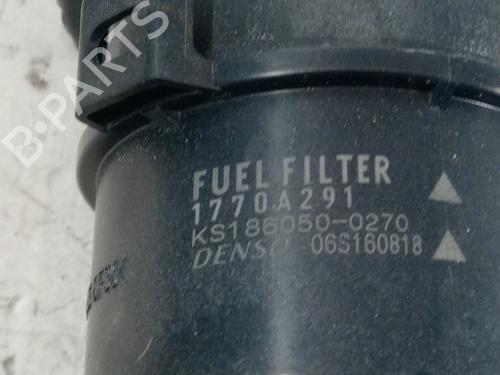 B-PARTS
FUEL FILTER
1770A291
KS186050-0270
DENSO 06S160818